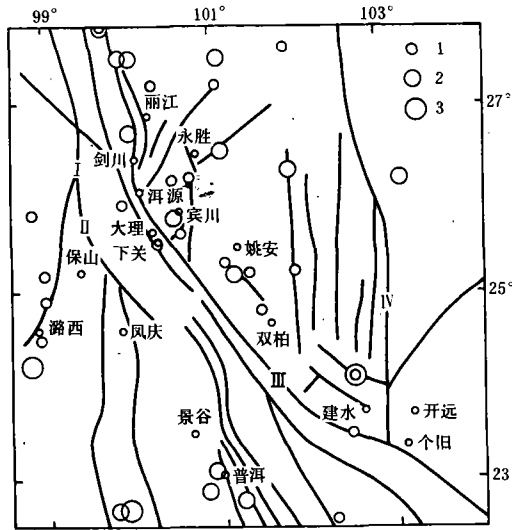 99° 101° 103°
1
2
3
27°
丽江
永胜
剑川
I
洱源
宾川
II
大理
下关
姚安
保山
25°
IV
潞西
凤庆
双柏
III
建水
开远
景谷
个旧
普洱
23